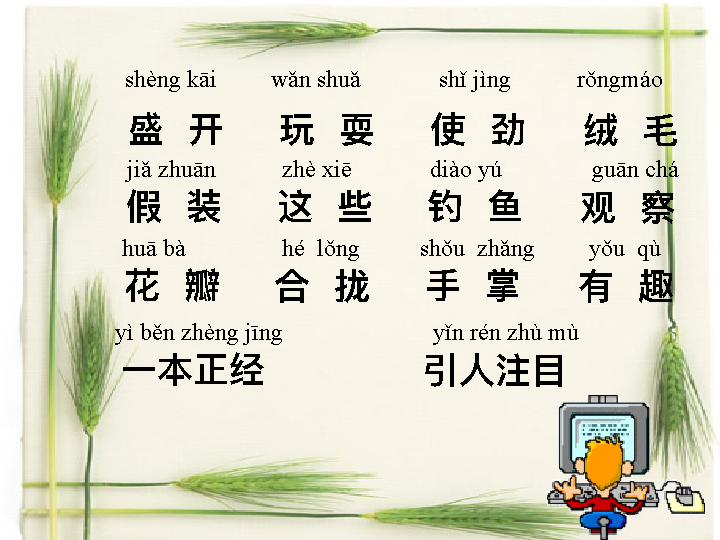 shèng kāi wǎn shuǎ shǐ jìng rǒngmáo
盛 开 玩 耍 使 劲 绒 毛
jiǎ zhuān zhè xiē diào yú guān chá
假 装 这 些 钓 鱼 观 察
huā bà hé lǒng shǒu zhǎng yǒu qù
花 瓣 合 拢 手 掌 有 趣
yì běn zhèng jīng yǐn rén zhù mù
一本正经 引人注目